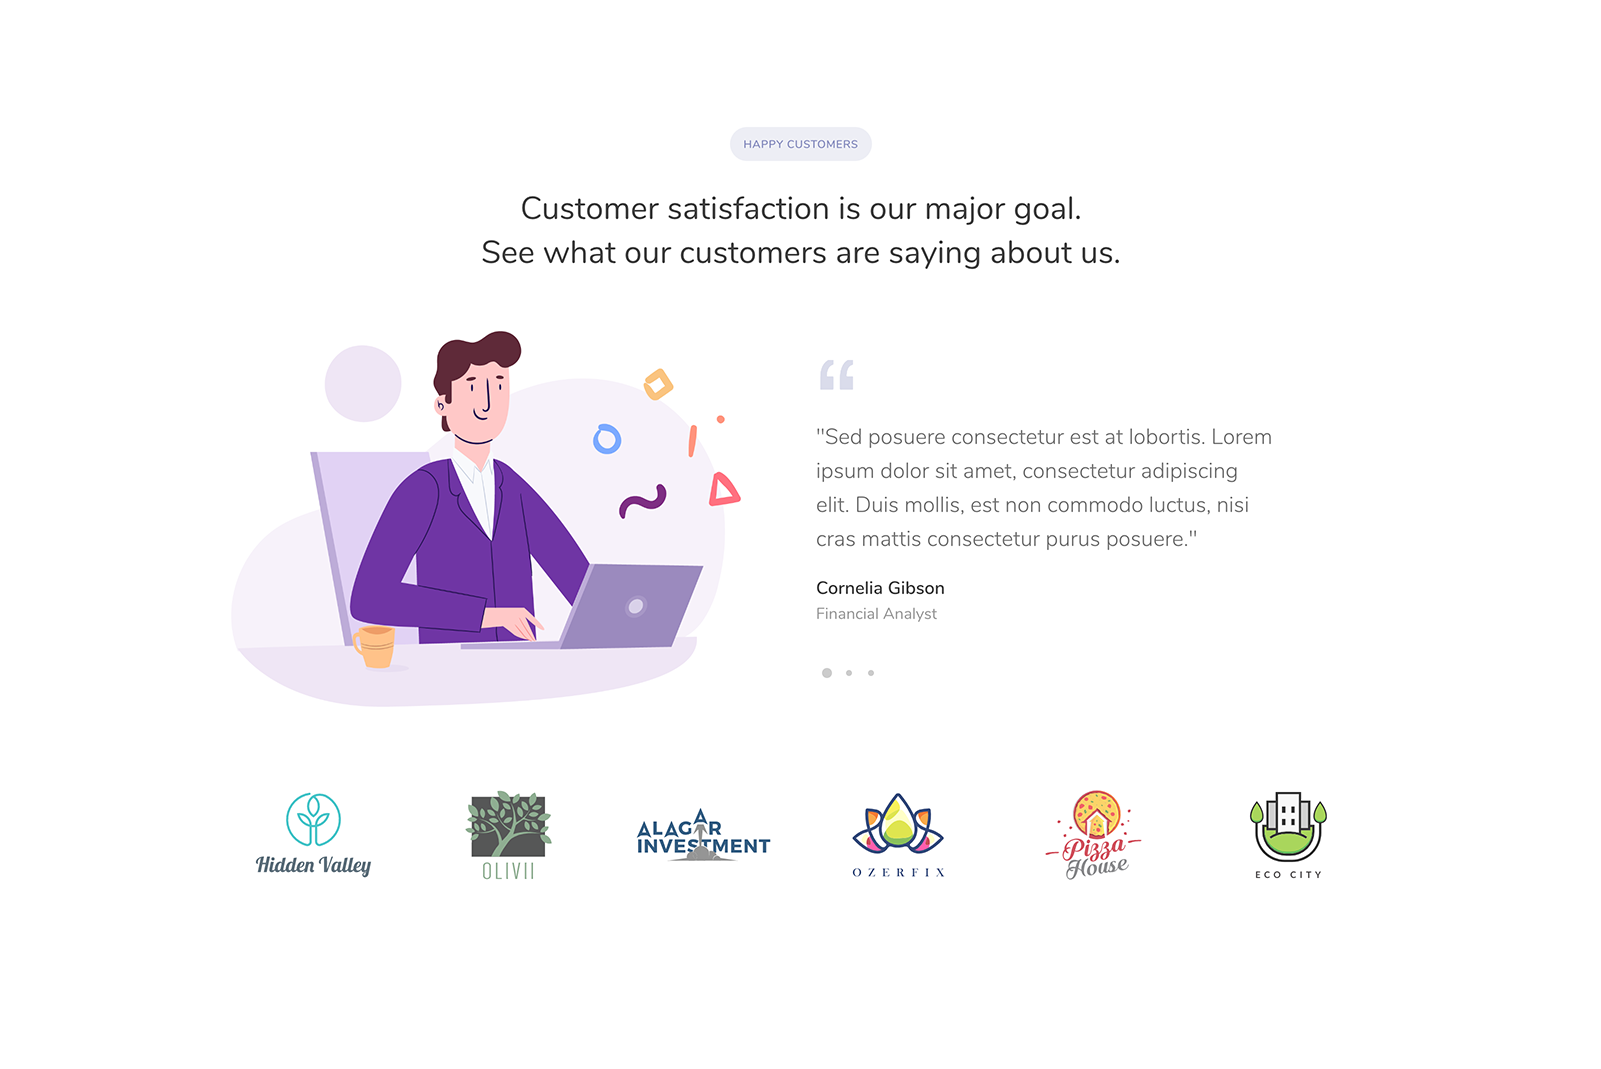 HAPPY CUSTOMERS
Customer satisfaction is our major goal.
See what our customers are saying about us.
"Sed posuere consectetur est at lobortis. Lorem
ipsum dolor sit amet, consectetur adipiscing
elit. Duis mollis, est non commodo luctus, nisi
cras mattis consectetur purus posuere."
Cornelia Gibson
Financial Analyst
Hidden Valley
OLIVII
ALAGAR
INVESTMENT
OZERFIX
Pizza
House
ECO CITY